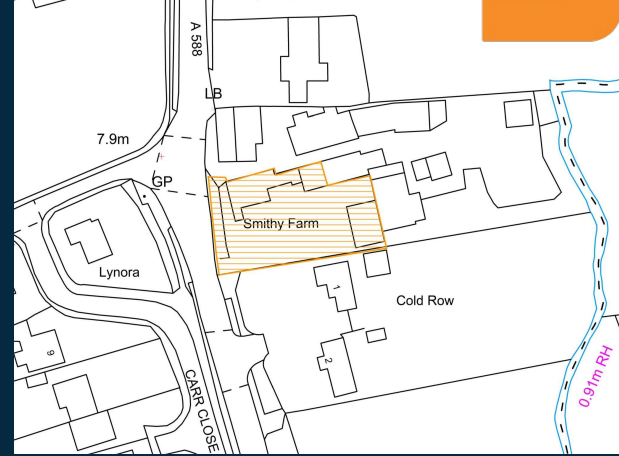 A 588
LB
7.9m
GP
Smithy Farm
Lynora
1
Cold Row
2
9
CARR CLOSE
0.91m RH